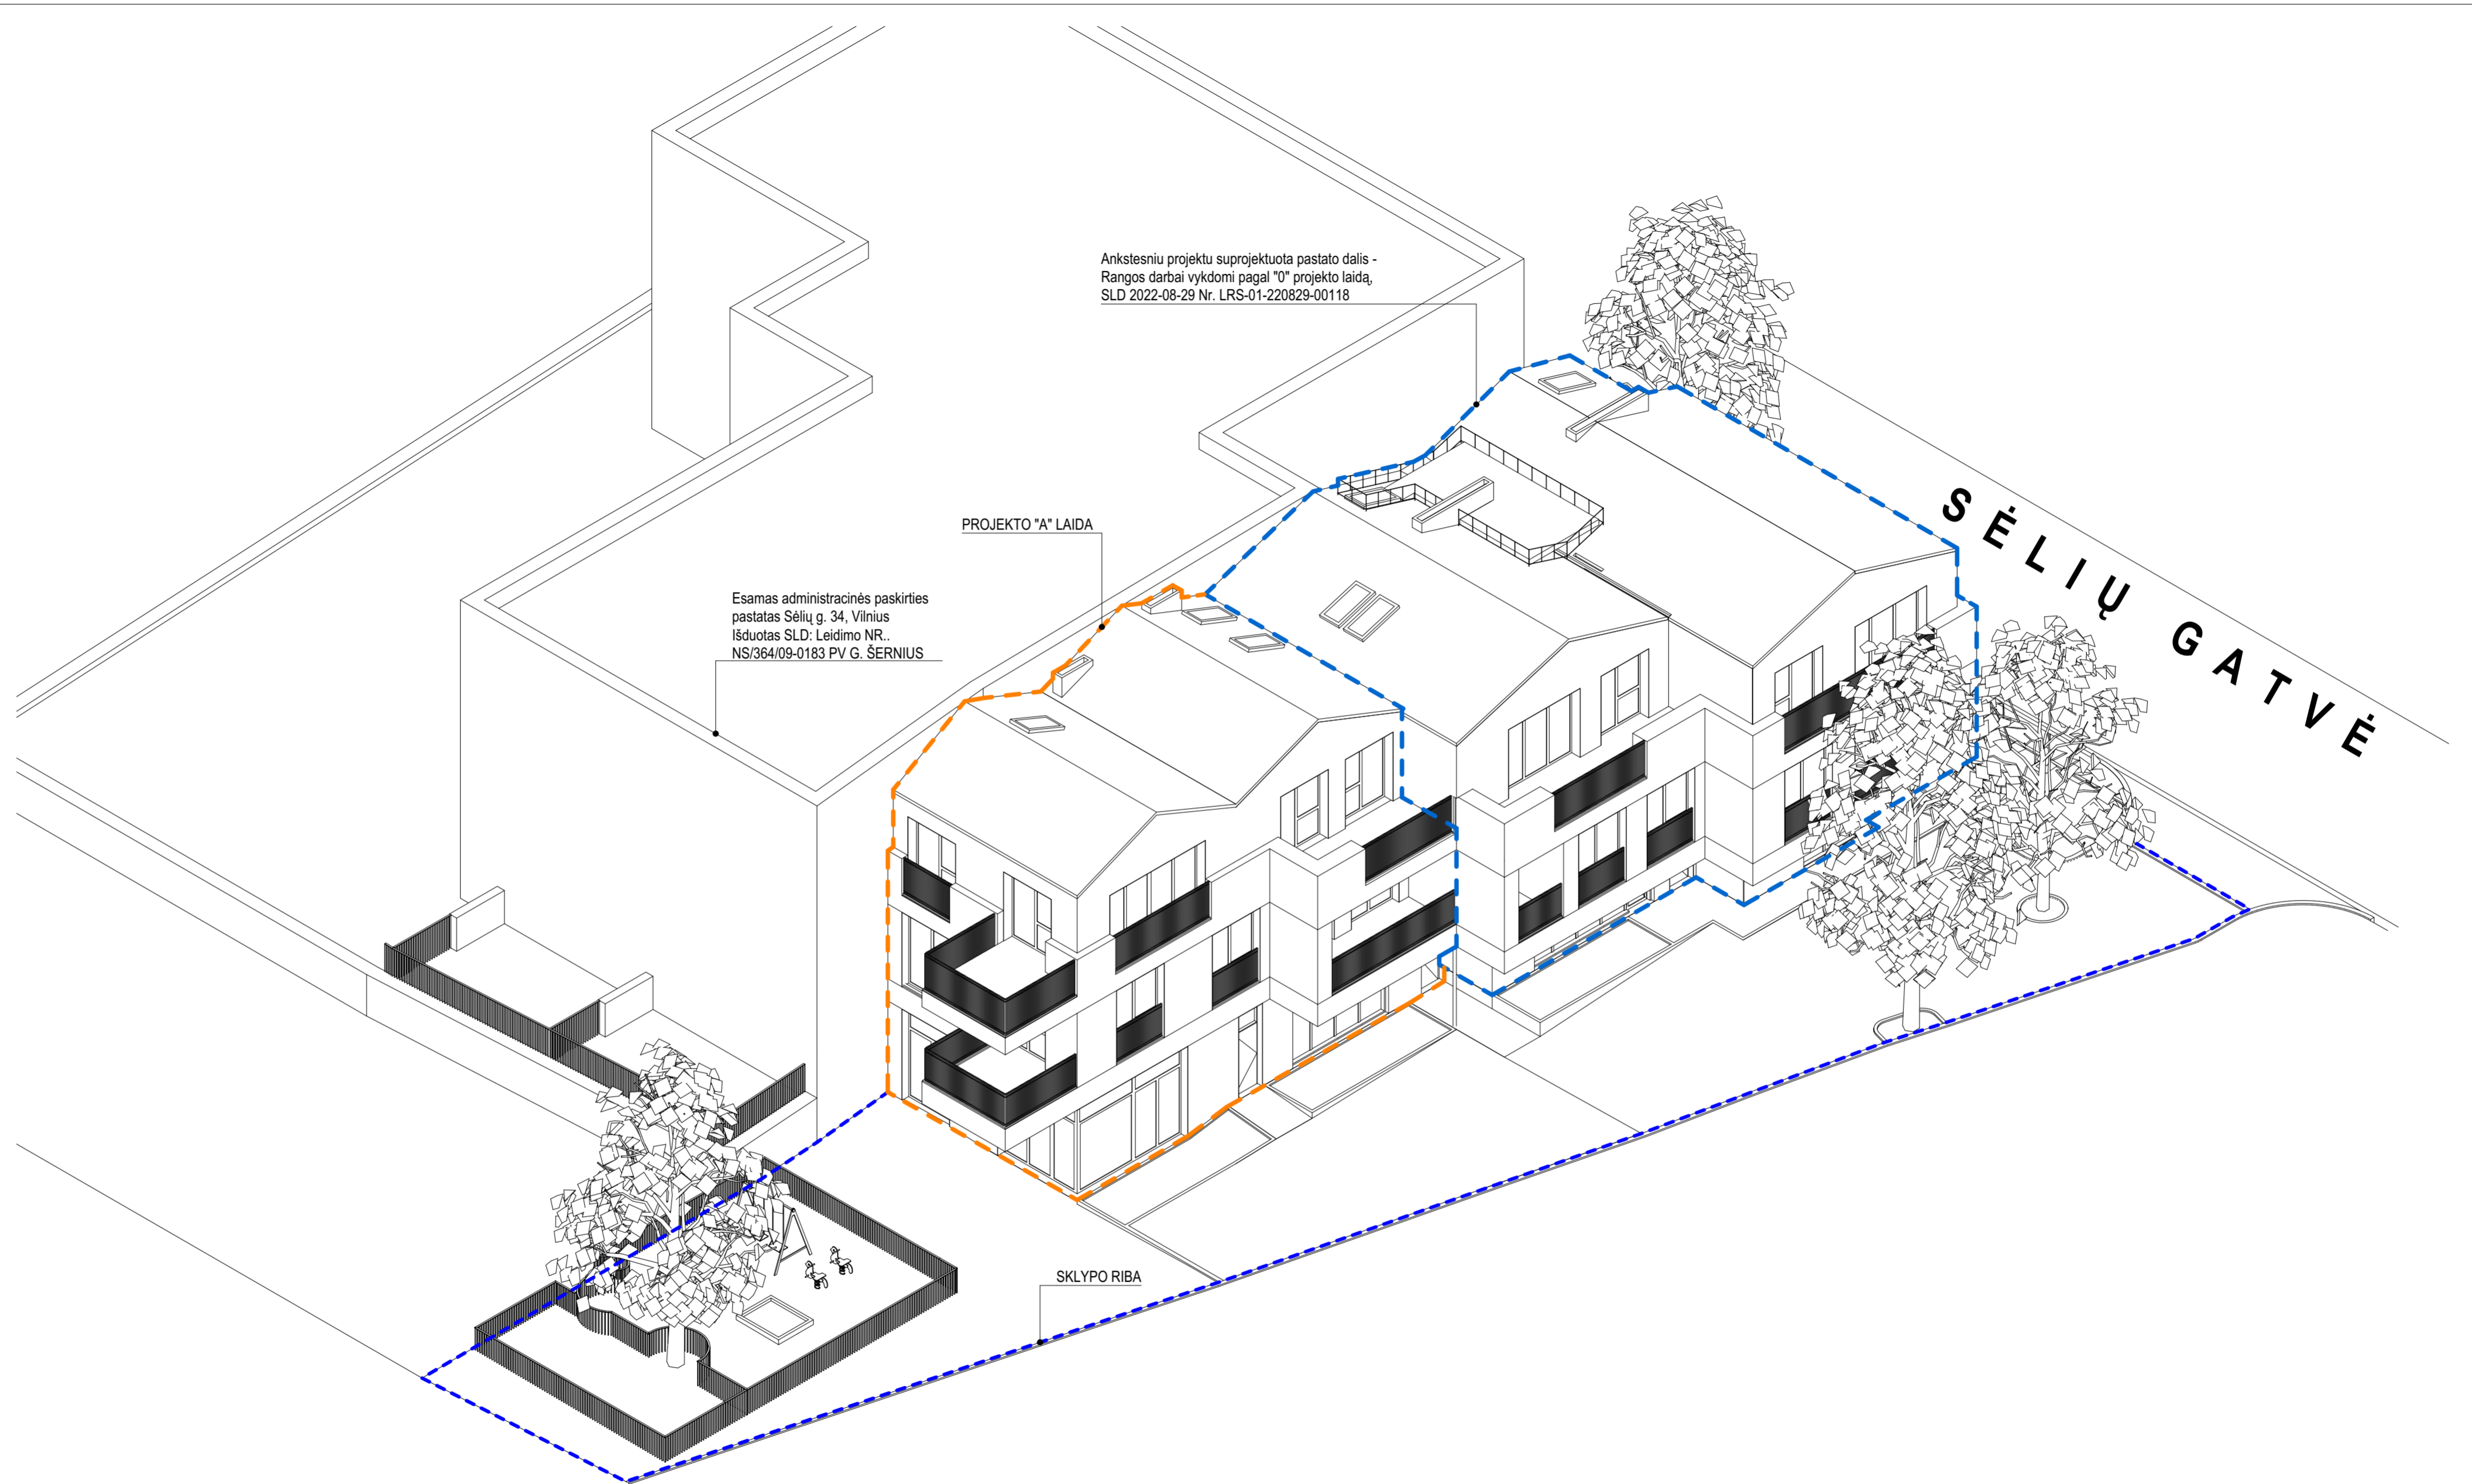 Ankstesniu projektu suprojektuota pastato dalis -
Rangos darbai vykdomi pagal "0" projekto laidą,
SLD 2022-08-29 Nr. LRS-01-220829-00118
SĖLIŲ GATVĖ
PROJEKTO "A" LAIDA
Esamas administracinės paskirties
pastatas Sėlių g. 34, Vilnius
Išduotas SLD: Leidimo NR..
NS/364/09-0183 PV G. ŠERNIUS
SKLYPO RIBA